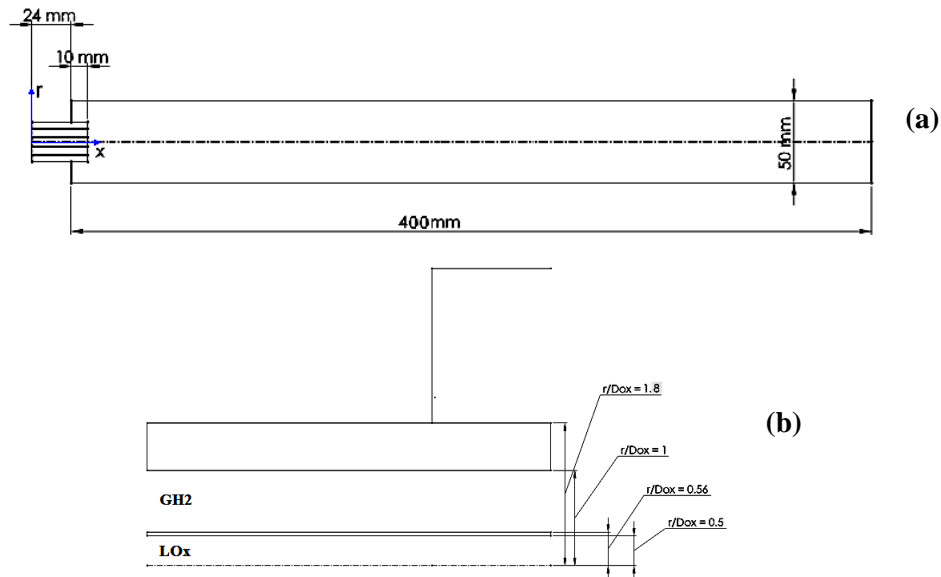 24 mm
10 mm
r
(a)
x
50 mm
400mm
r/Dox = 1.8
(b)
r/Dox = 1
r/Dox = 0.56
GH2
r/Dox = 0.5
LOx